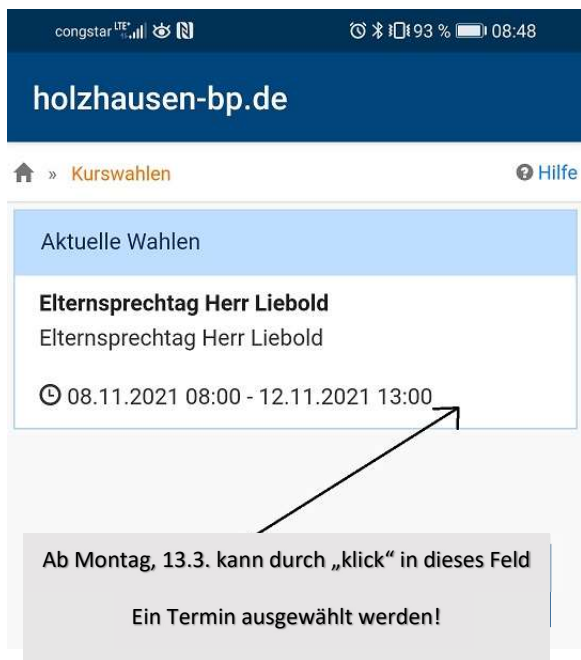 congstar LTE+ 93 % 08:48
holzhausen-bp.de
» Kurswahlen Hilfe
Aktuelle Wahlen
Elternsprechtag Herr Liebold
Elternsprechtag Herr Liebold
08.11.2021 08:00 - 12.11.2021 13:00
Ab Montag, 13.3. kann durch „klick“ in dieses Feld
Ein Termin ausgewählt werden!